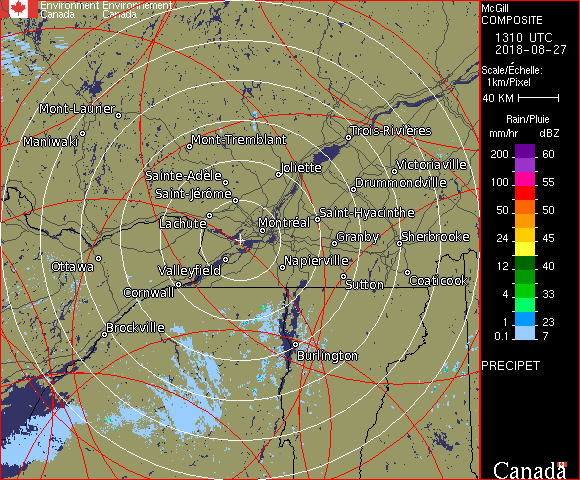 Environment Environnement
Canada Canada
McGill
COMPOSITE
1310 UTC
2018-08-27
Scale/Échelle:
1km/Pixel
40 KM
Rain/Pluie
mm/hr dBZ
200 60
150 57
100 55
50 50
24 45
12 40
4 33
1 23
0.1 7
PRECIPET
Canada
Mont-Laurier
Maniwaki
Mont-Tremblant
Trois-Rivières
Victoriaville
Joliette
Sainte-Adèle
Drummondville
Saint-Jérôme
Lachute
Montréal
Saint-Hyacinthe
Granby
Sherbrooke
Ottawa
Valleyfield
Napierville
Sutton
Coaticook
Cornwall
Brockville
Burlington